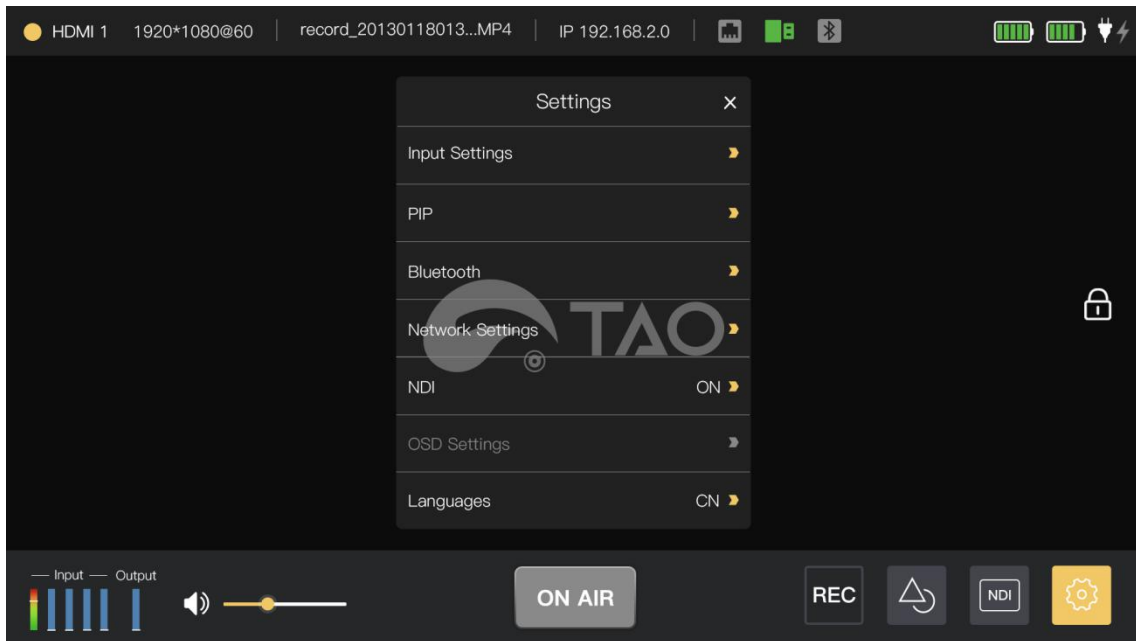 HDMI 1 1920*1080@60 record_20130118013...MP4 IP 192.168.2.0
Settings
Input Settings
PIP
Bluetooth
Network Settings
TAO
NDI ON
OSD Settings
Languages CN
Input Output
ON AIR
REC
NDI